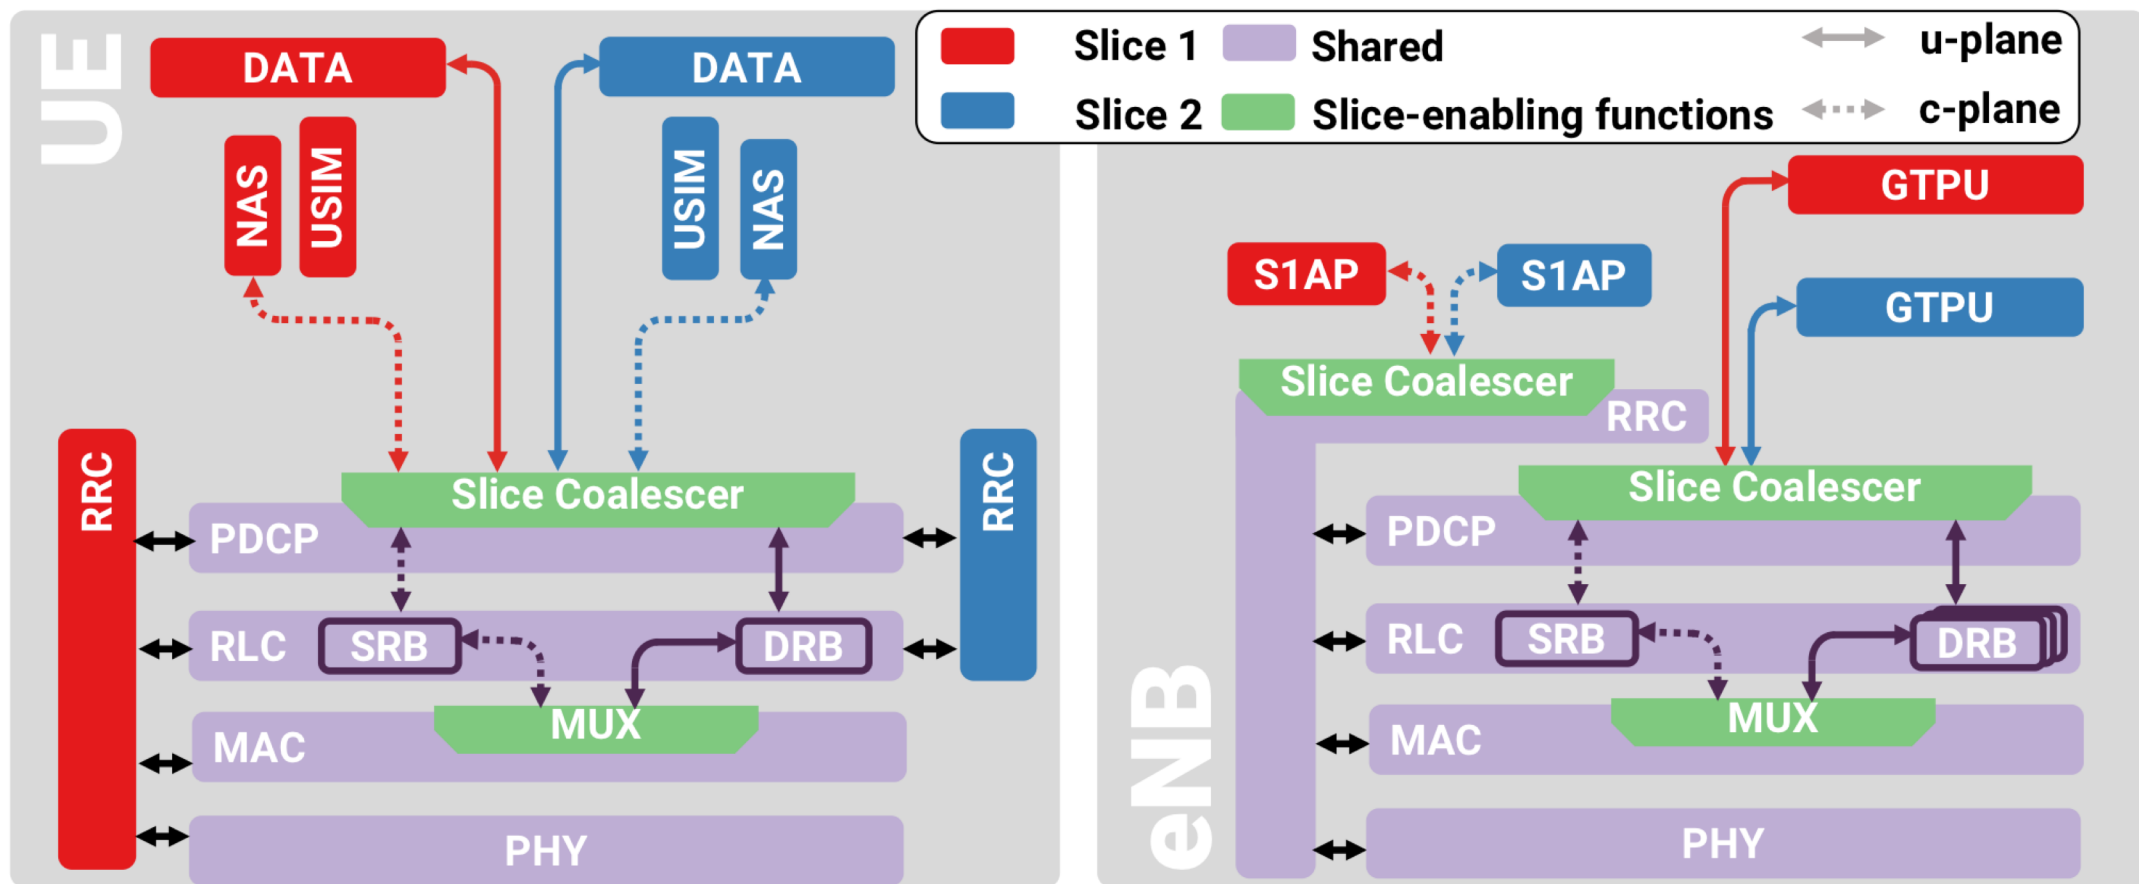 UE
DATA
DATA
NAS
USIM
USIM
NAS
RRC
Slice Coalescer
RRC
PDCP
RLC
SRB
DRB
MUX
MAC
PHY
Slice 1
Shared
u-plane
Slice 2
Slice-enabling functions
c-plane
GTPU
S1AP
S1AP
GTPU
Slice Coalescer
RRC
Slice Coalescer
PDCP
RLC
SRB
DRB
MUX
MAC
PHY
eNB